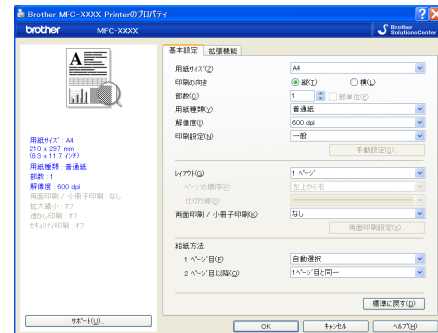 Brother MFC-XXXX Printerのプロパティ
brother
MFC-XXXX
Brother
SolutionsCenter
基本設定
拡張機能
用紙サイズ(Z)
A4
印刷の向き
縦(T)
横(L)
部数(C)
1
部単位(E)
用紙種類(Y)
普通紙
解像度(I)
600 dpi
印刷設定(N)
一般
手動設定(S)...
レイアウト(G)
1 ページ
ページの順序(P)
左上から右
仕切り線(B)
両面印刷 / 小冊子印刷(K)
なし
両面印刷設定(X)...
給紙方法
1 ページ目(F)
自動選択
2 ページ目以降(O)
1ページ目と同一
標準に戻す(D)
用紙サイズ : A4
210 x 297 mm
(8.3 x 11.7 インチ)
用紙種類 : 普通紙
部数 : 1
解像度 : 600 dpi
両面印刷 / 小冊子印刷 : なし
拡大縮小 : オフ
透かし印刷 : オフ
セキュリティ印刷 : オフ
サポート(U)...
OK
キャンセル
ヘルプ(H)